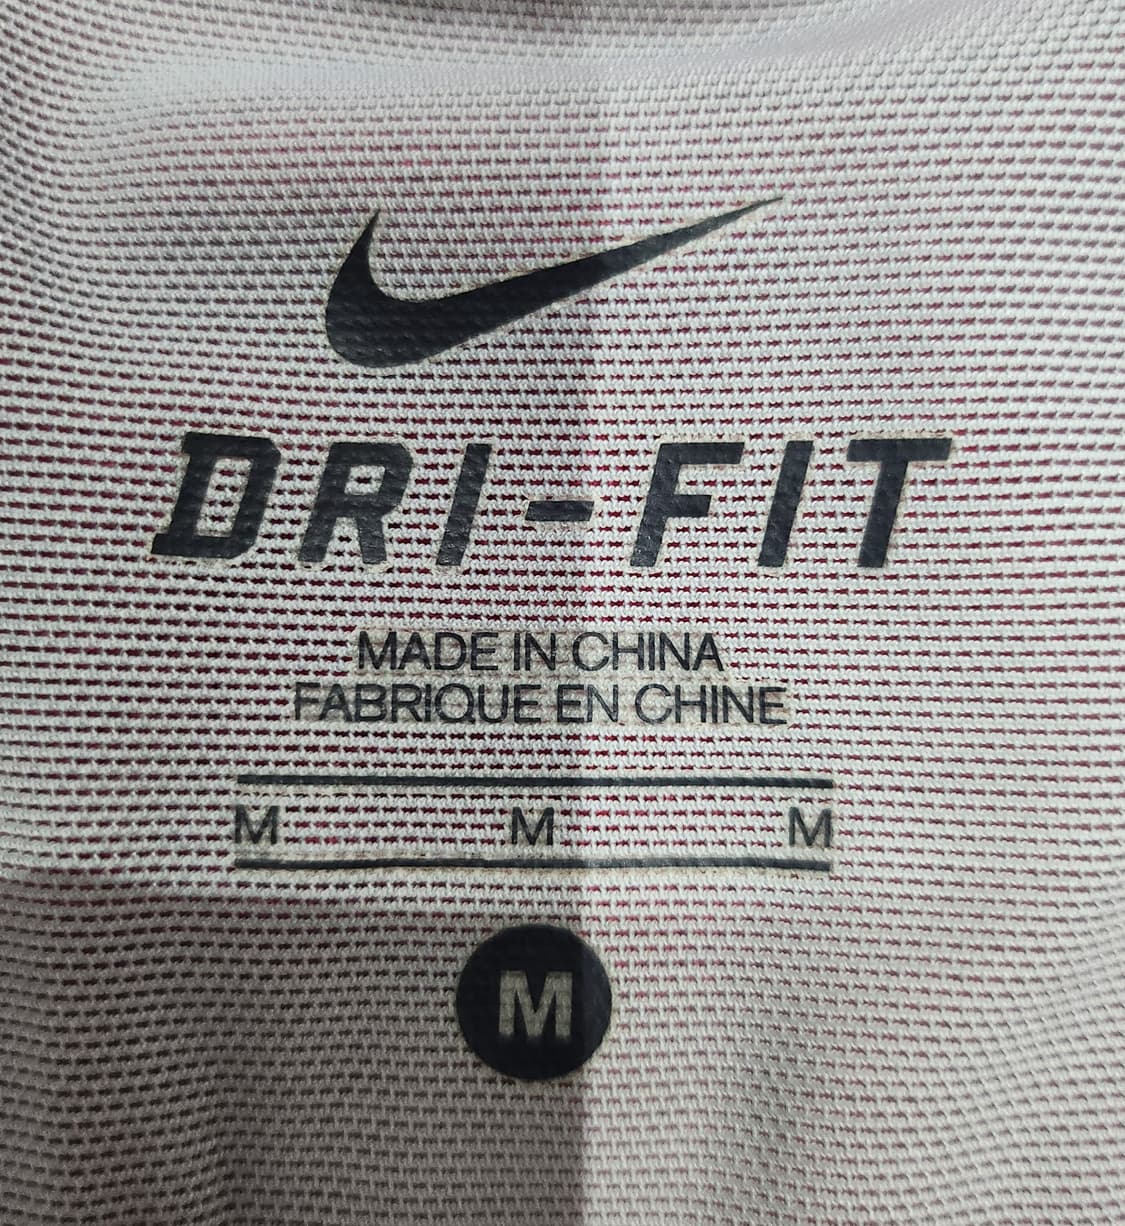 DRI-FIT
MADE IN CHINA
FABRIQUE EN CHINE
M M M
M